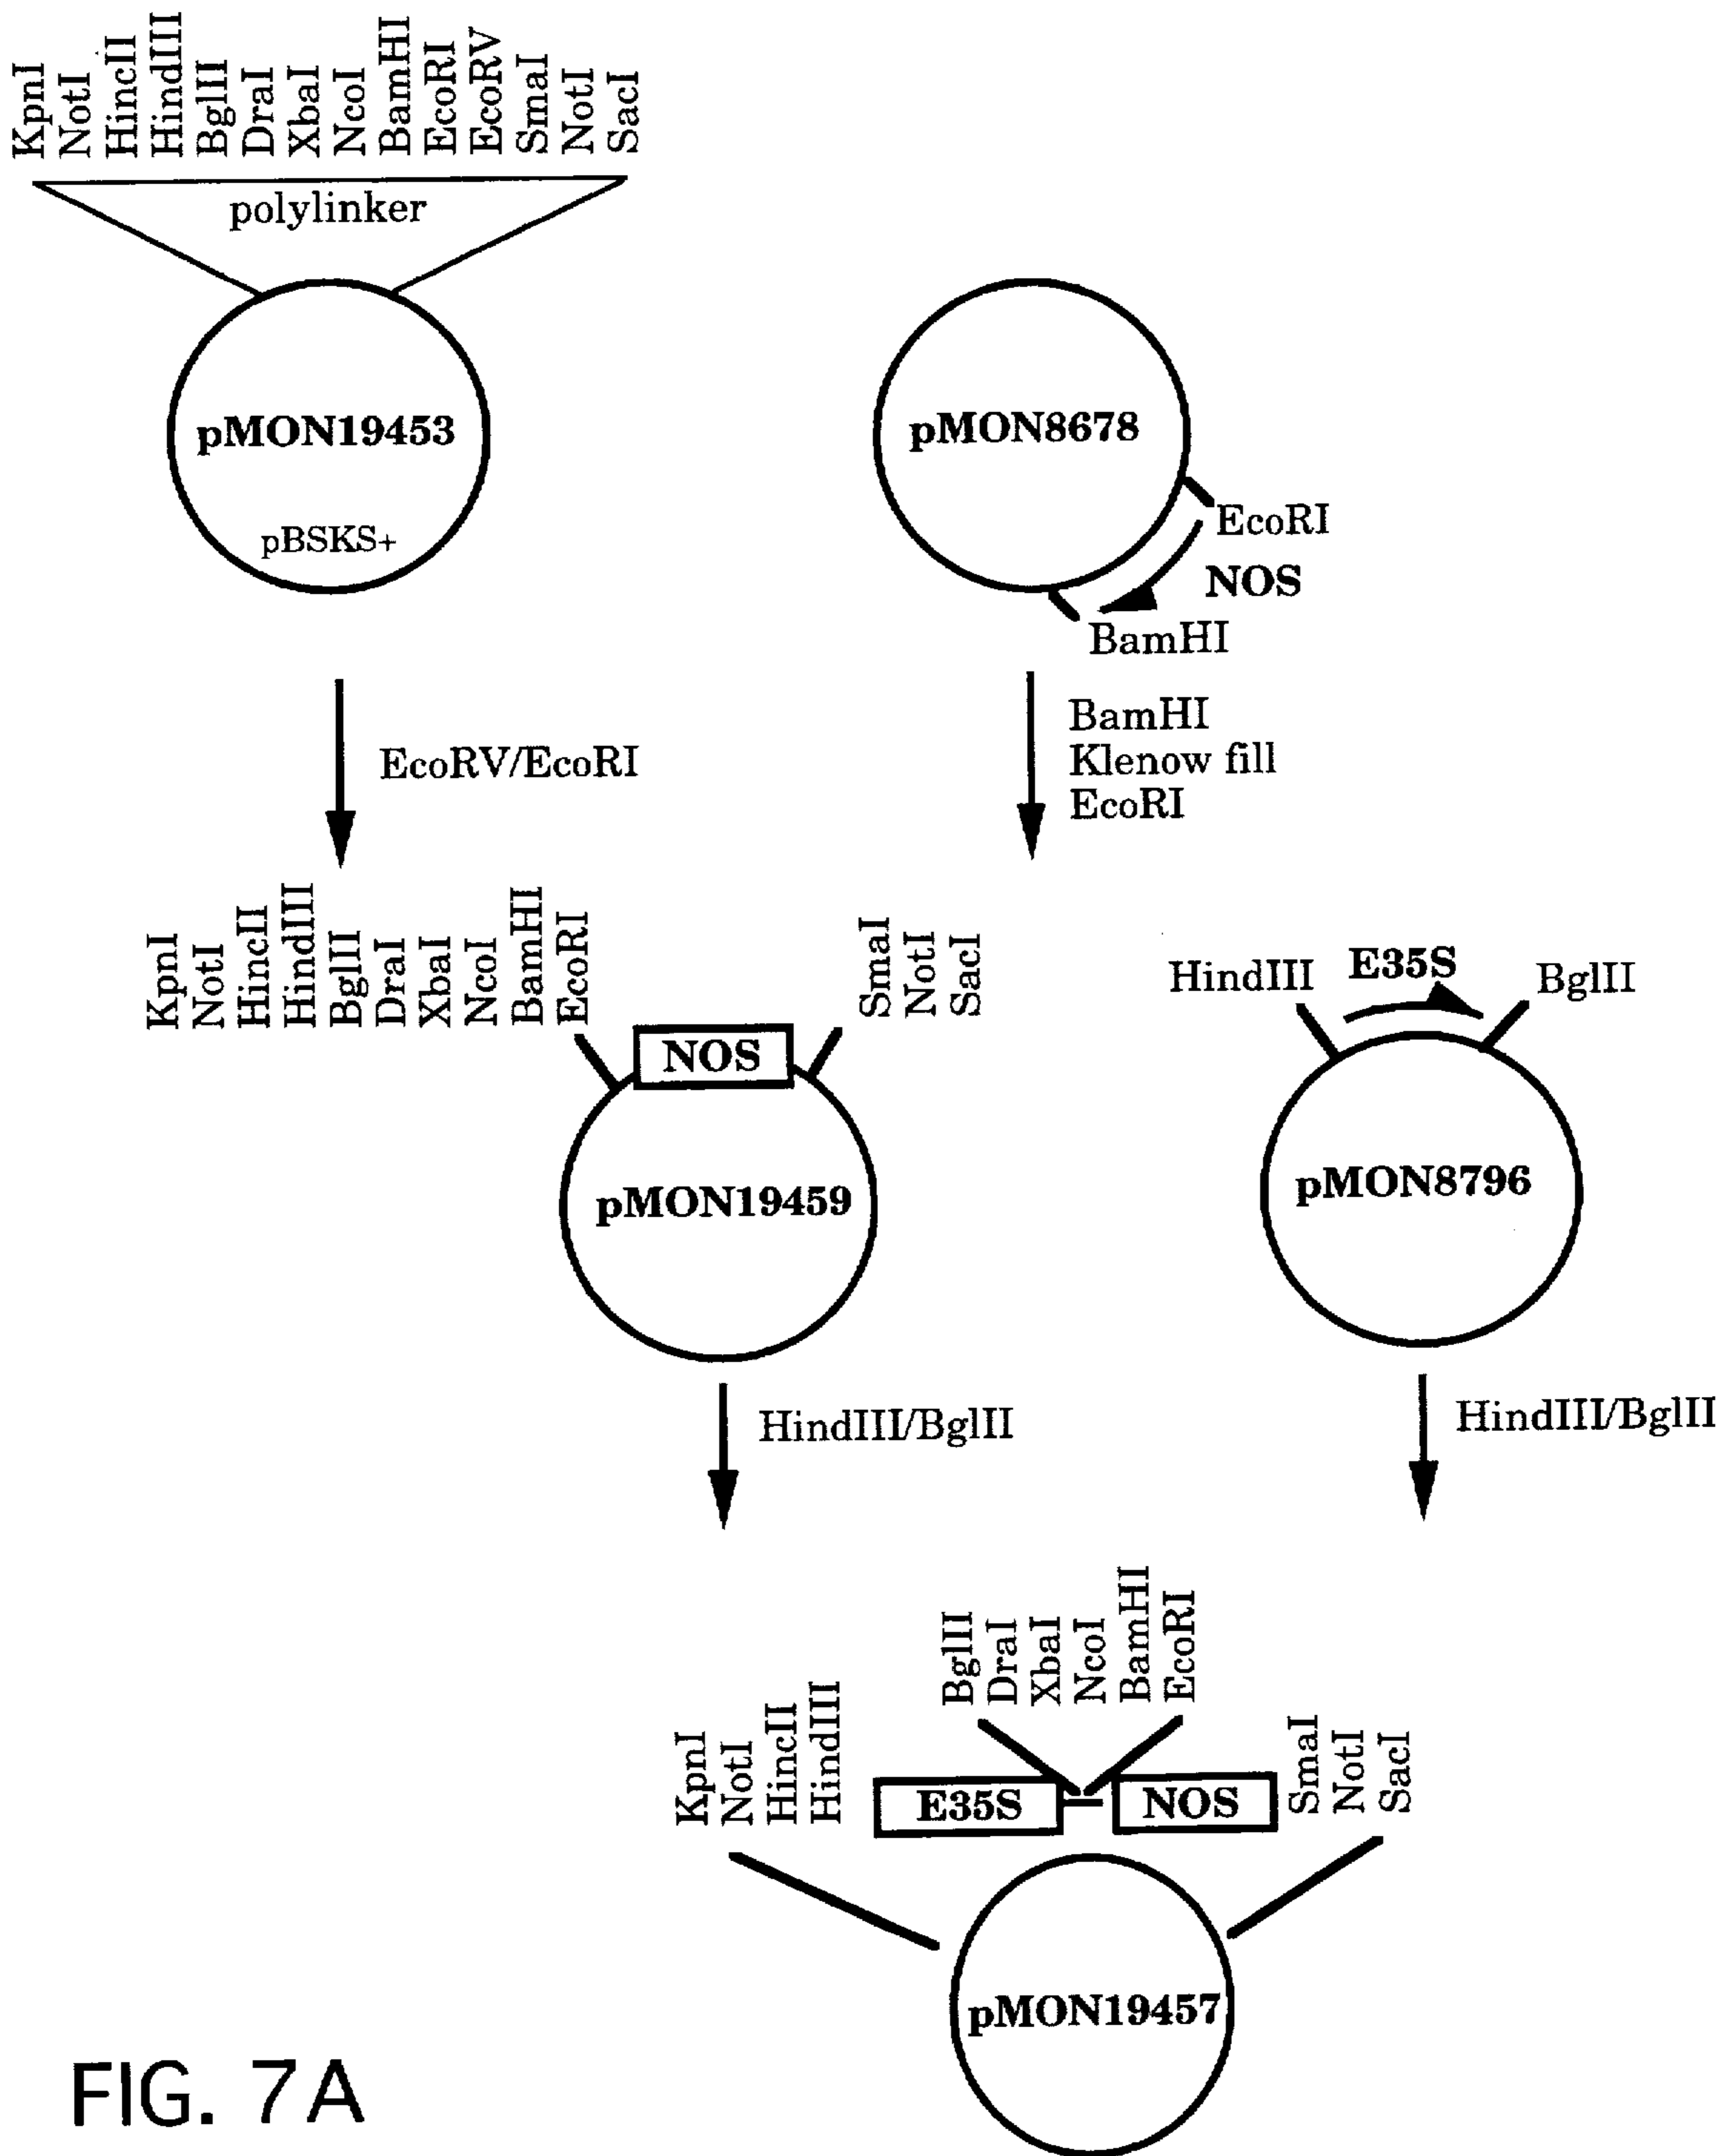 KpnI
NotI
HincII
HindIII
BglII
DraI
XbaI
NcoI
BamHI
EcoRI
EcoRV
SmaI
NotI
SacI
polylinker
pMON19453
pBSKS+
pMON8678
EcoRI
NOS
BamHI
EcoRV/EcoRI
BamHI
Klenow fill
EcoRI
KpnI
NotI
HincII
HindIII
BglII
DraI
XbaI
NcoI
BamHI
EcoRI
NOS
SmaI
NotI
SacI
pMON19459
HindIII
E35S
BglII
pMON8796
HindIII/BglII
HindIII/BglII
KpnI
NotI
HincII
HindIII
E35S
BglII
DraI
XbaI
NcoI
BamHI
EcoRI
NOS
SmaI
NotI
SacI
pMON19457
FIG. 7A